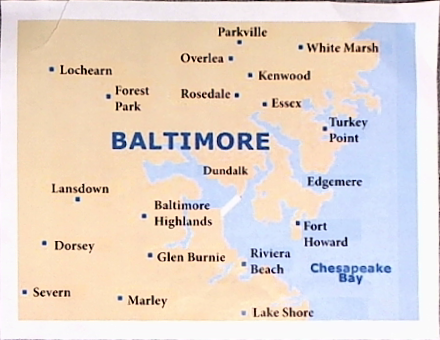 Parkville
White Marsh
Overlea
Lochearn
Kenwood
Forest
Park
Rosedale
Essex
Turkey
Point
BALTIMORE
Dundalk
Edgemere
Lansdown
Baltimore
Highlands
Fort
Howard
Dorsey
Glen Burnie
Riviera
Beach
Chesapeake
Bay
Severn
Marley
Lake Shore